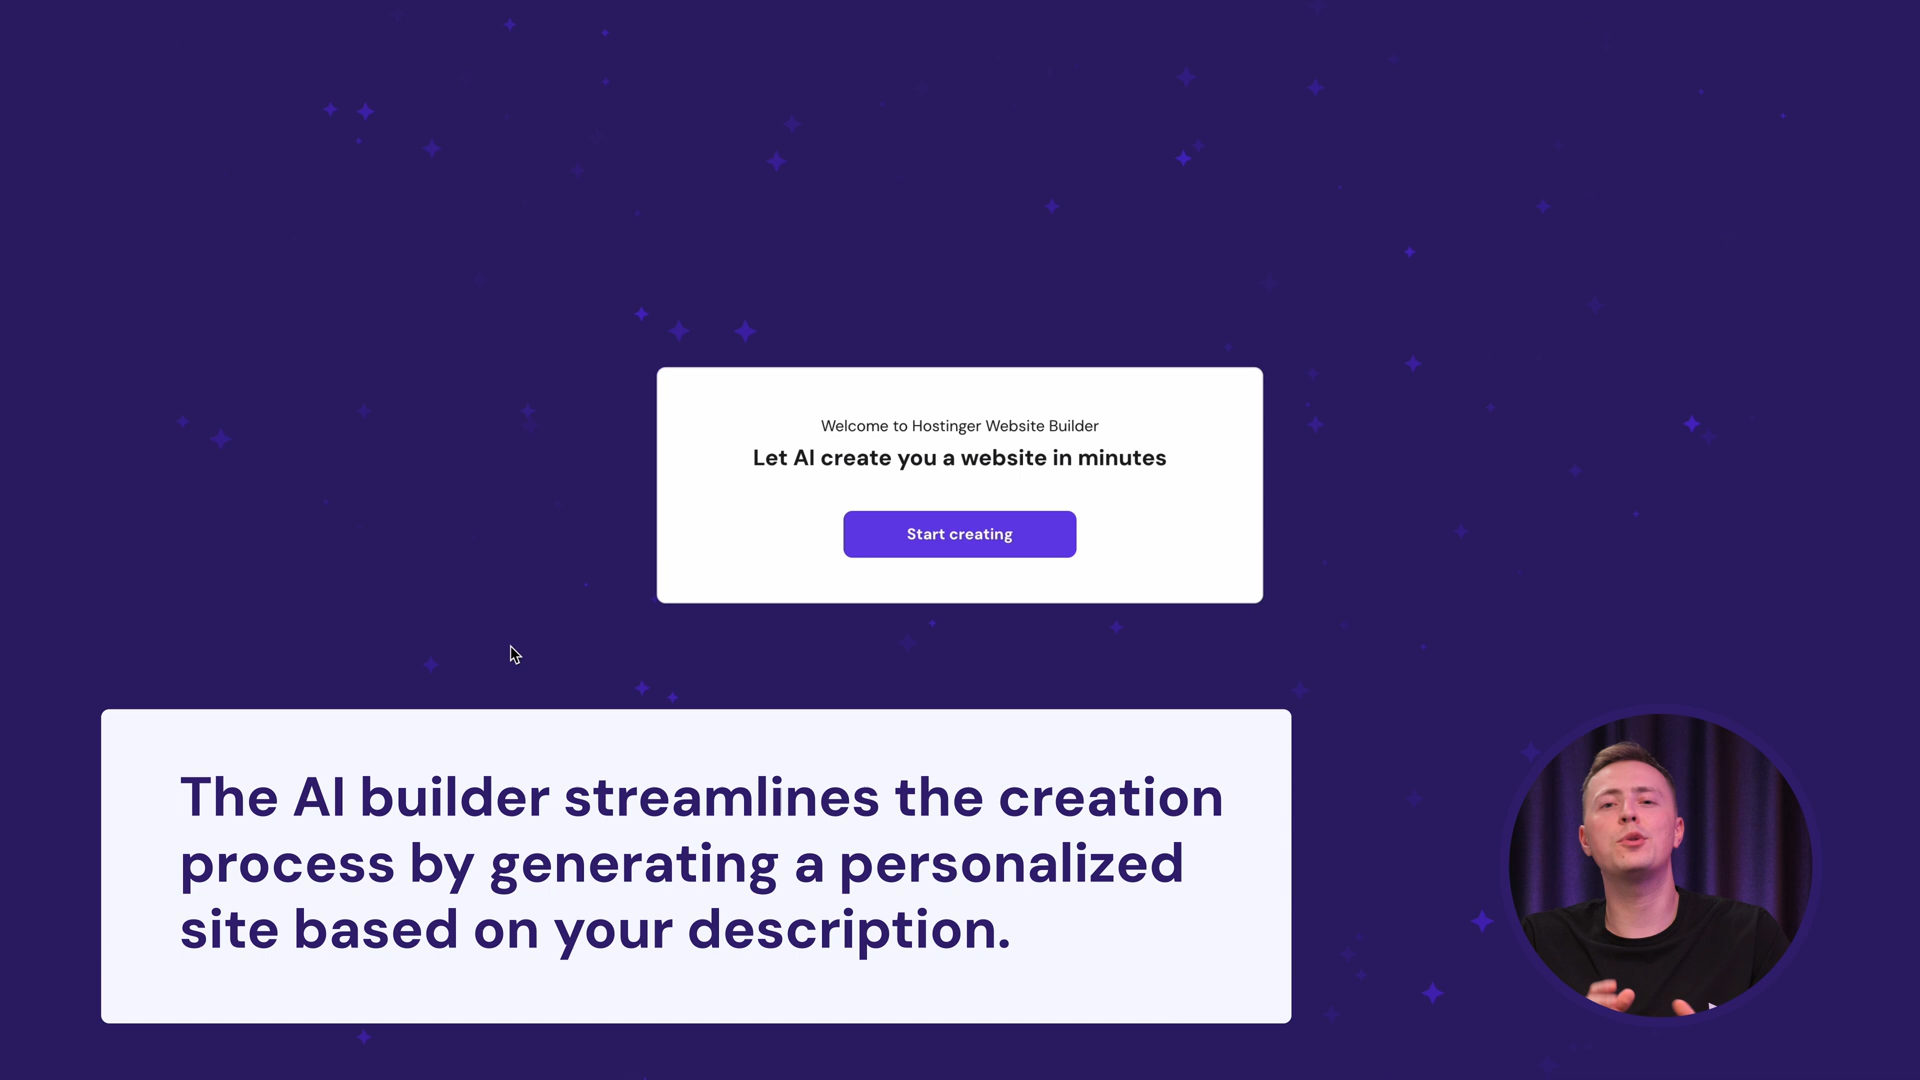 Welcome to Hostinger Website Builder
Let AI create you a website in minutes
Start creating
The AI builder streamlines the creation
process by generating a personalized
site based on your description.